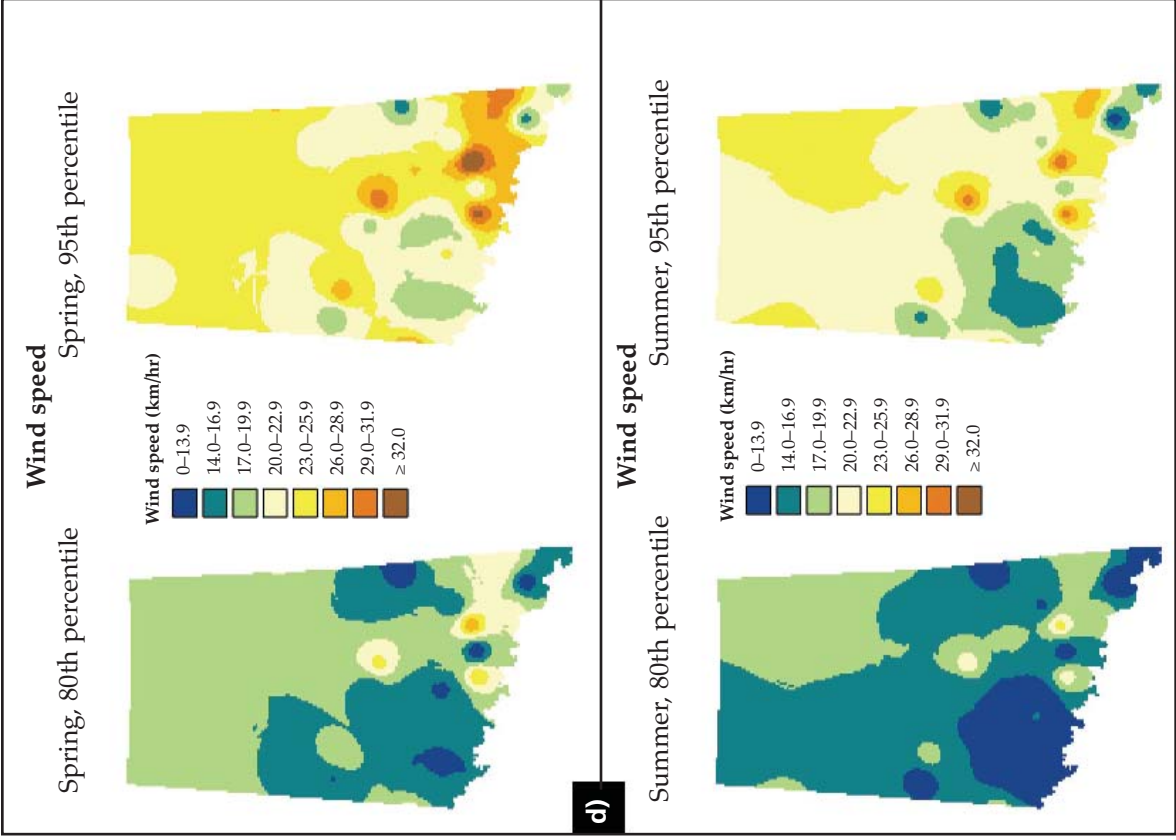 Wind speed
Spring, 80th percentile
Spring, 95th percentile
Wind speed (km/hr)
0–13.9
14.0–16.9
17.0–19.9
20.0–22.9
23.0–25.9
26.0–28.9
29.0–31.9
≥ 32.0
d)
Wind speed
Summer, 80th percentile
Summer, 95th percentile
Wind speed (km/hr)
0–13.9
14.0–16.9
17.0–19.9
20.0–22.9
23.0–25.9
26.0–28.9
29.0–31.9
≥ 32.0